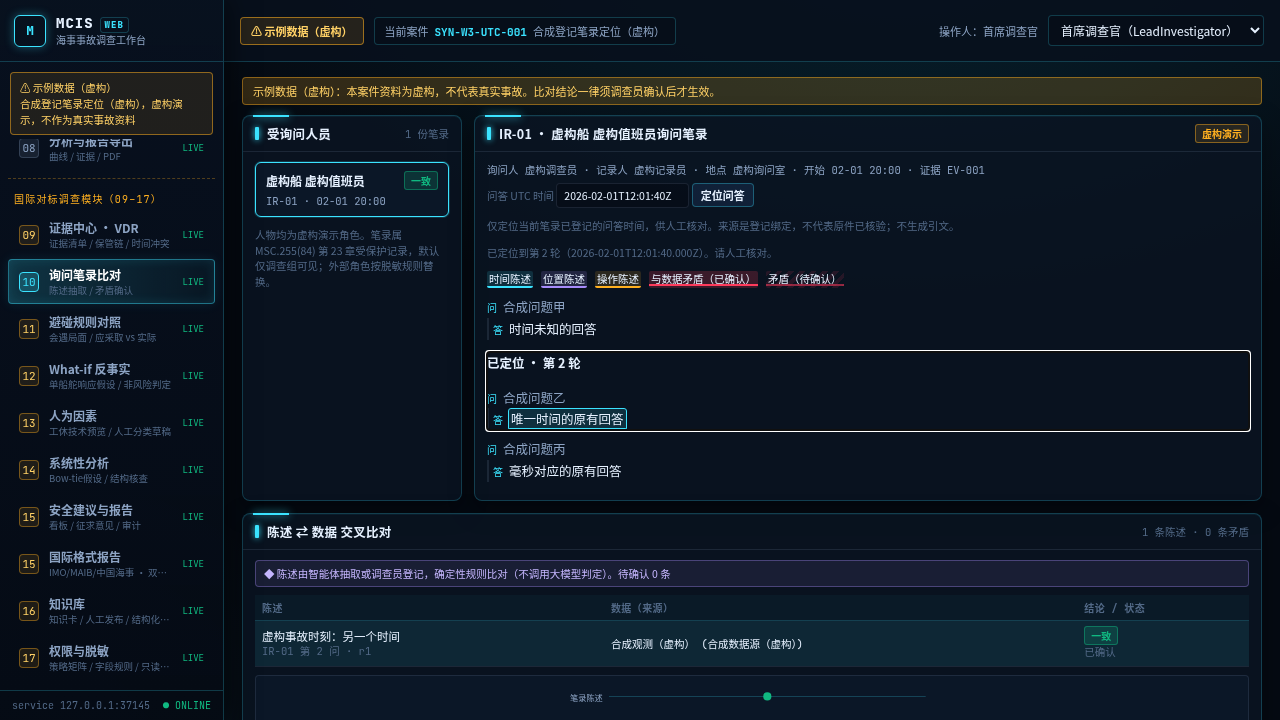 M
MCIS WEB
海事事故调查工作台
⚠ 示例数据（虚构）
当前案件 SYN-W3-UTC-001 合成登记笔录定位（虚构）
操作人：首席调查官
首席调查官（LeadInvestigator）
⚠ 示例数据（虚构）
合成登记笔录定位（虚构），虚构演
示，不作为真实事故资料
08 分析与报告导出
曲线 / 证据 / PDF
LIVE
国际对标调查模块（09–17）
09 证据中心 · VDR
证据清单 / 保管链 / 时间冲突
LIVE
10 询问笔录比对
陈述抽取 / 矛盾确认
LIVE
11 避碰规则对照
会遇局面 / 应采取 vs 实际
LIVE
12 What-if 反事实
单船舵响应假设 / 非风险判定
LIVE
13 人为因素
工休技术预览 / 人工分类草稿
LIVE
14 系统性分析
Bow-tie假设 / 结构核查
LIVE
15 安全建议与报告
看板 / 征求意见 / 审计
LIVE
15 国际格式报告
IMO/MAIB/中国海事 · 双…
LIVE
16 知识库
知识卡 / 人工发布 / 结构化…
LIVE
17 权限与脱敏
策略矩阵 / 字段规则 / 只读…
LIVE
service 127.0.0.1:37145 ● ONLINE
示例数据（虚构）：本案件资料为虚构，不代表真实事故。比对结论一律须调查员确认后才生效。
受询问人员
1 份笔录
虚构船 虚构值班员
一致
IR-01 · 02-01 20:00
人物均为虚构演示角色。笔录属
MSC.255(84) 第 23 章受保护记录，默认
仅调查组可见；外部角色按脱敏规则替
换。
IR-01 · 虚构船 虚构值班员询问笔录
虚构演示
询问人 虚构调查员 · 记录人 虚构记录员 · 地点 虚构询问室 · 开始 02-01 20:00 · 证据 EV-001
问答 UTC 时间 2026-02-01T12:01:40Z 定位问答
仅定位当前笔录已登记的问答时间，供人工核对。来源是登记绑定，不代表原件已核验；不生成引文。
已定位到第 2 轮（2026-02-01T12:01:40.000Z）。请人工核对。
时间陈述 位置陈述 操作陈述 与数据矛盾（已确认） 矛盾（待确认）
问 合成问题甲
答 时间未知的回答
已定位 · 第 2 轮
问 合成问题乙
答 唯一时间的原有回答
问 合成问题丙
答 毫秒对应的原有回答
陈述 ⇄ 数据 交叉比对
1 条陈述 · 0 条矛盾
◆ 陈述由智能体抽取或调查员登记，确定性规则比对（不调用大模型判定）。待确认 0 条
陈述 数据（来源） 结论 / 状态
虚构事故时刻：另一个时间
IR-01 第 2 问 · r1
合成观测（虚构）（合成数据源（虚构））
一致
已确认
笔录陈述